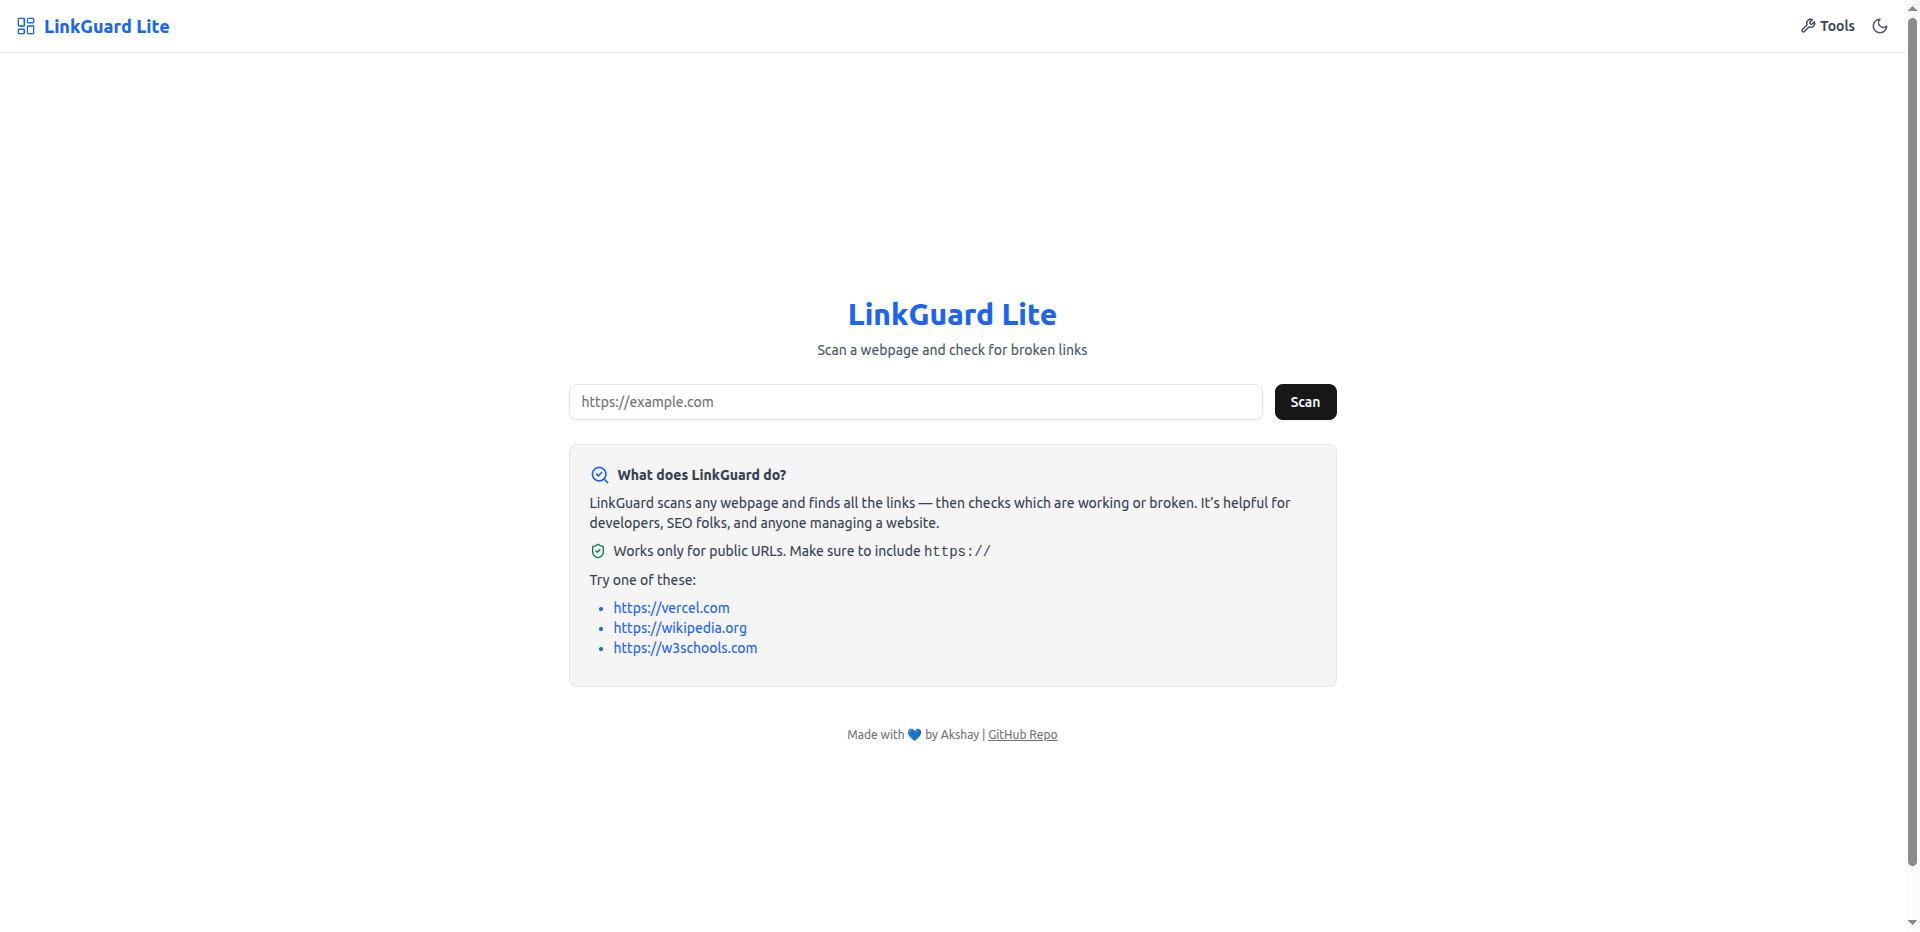 LinkGuard Lite
Tools
LinkGuard Lite
Scan a webpage and check for broken links
https://example.com
Scan
What does LinkGuard do?
LinkGuard scans any webpage and finds all the links — then checks which are working or broken. It’s helpful for
developers, SEO folks, and anyone managing a website.
Works only for public URLs. Make sure to include https://
Try one of these:
• https://vercel.com
• https://wikipedia.org
• https://w3schools.com
Made with 💙 by Akshay | GitHub Repo